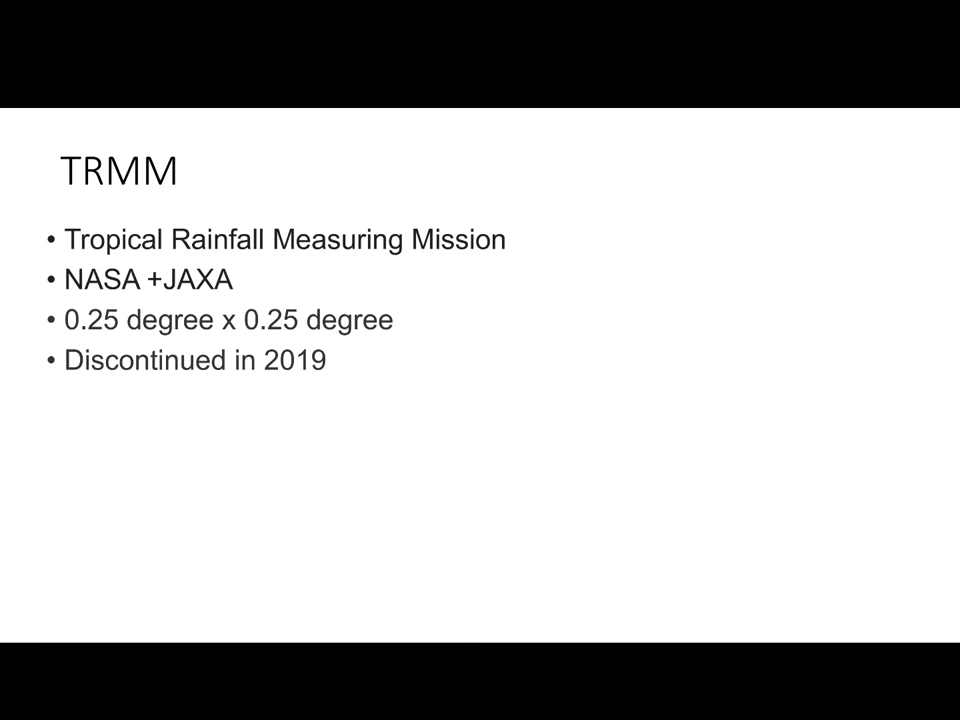 TRMM
• Tropical Rainfall Measuring Mission
• NASA +JAXA
• 0.25 degree x 0.25 degree
• Discontinued in 2019